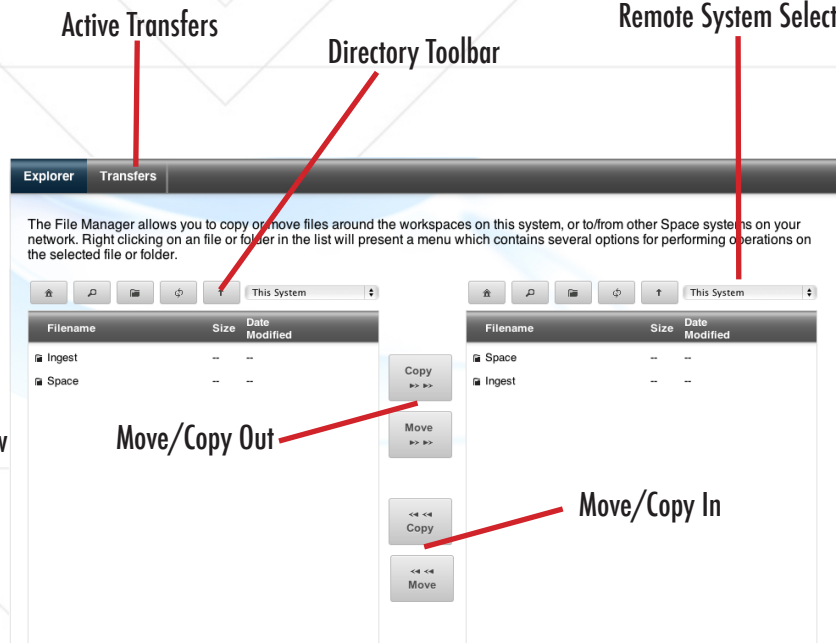 Active Transfers
Remote System Select
Directory Toolbar
Explorer Transfers
The File Manager allows you to copy or move files around the workspaces on this system, or to/from other Space systems on your
network. Right clicking on an file or folder in the list will present a menu which contains several options for performing operations on
the selected file or folder.
This System
This System
Filename Size Date Modified
Filename Size Date Modified
Ingest -- --
Space -- --
Space -- --
Ingest -- --
Copy
Move
Move/Copy Out
Copy
Move
Move/Copy In